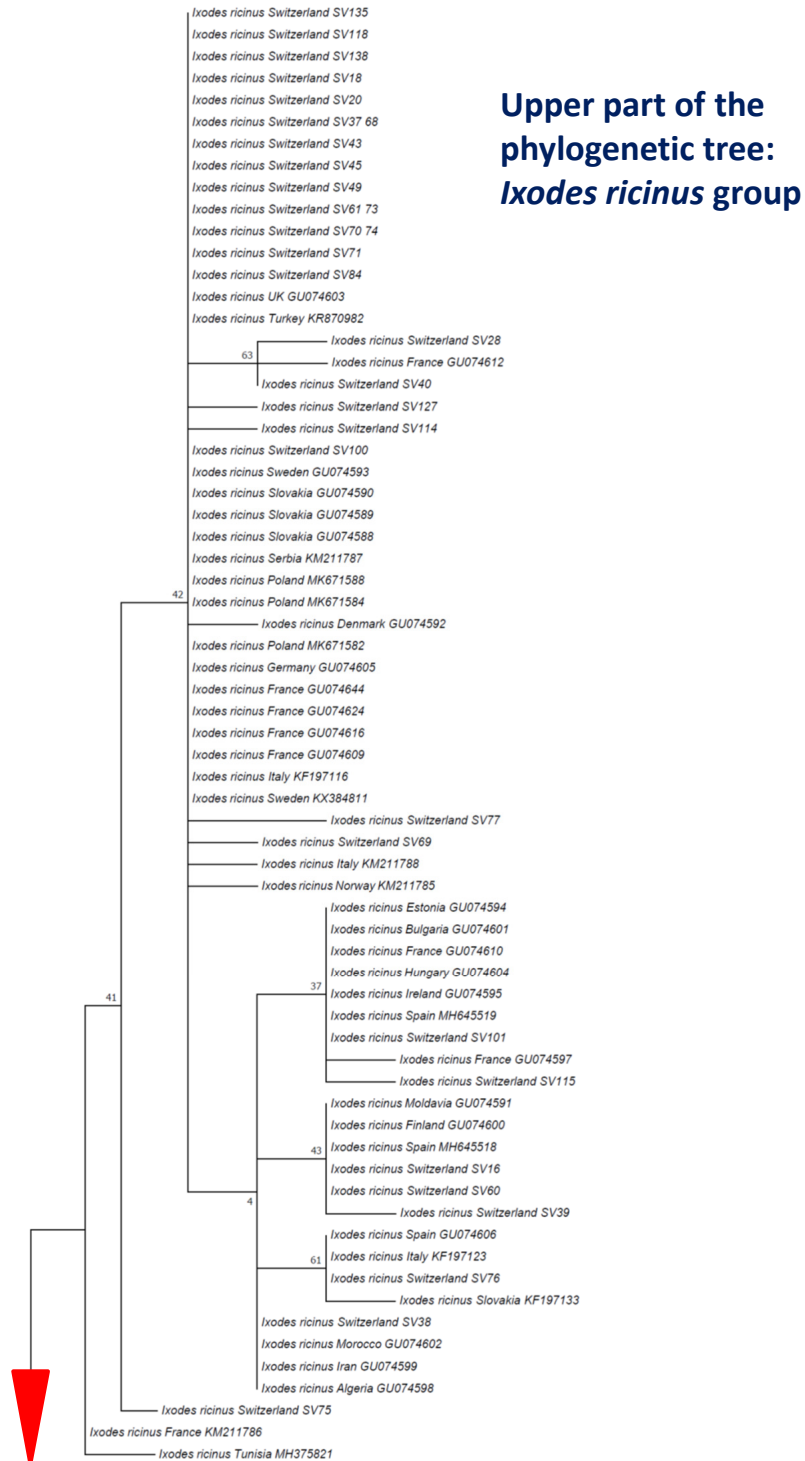 Ixodes ricinus Switzerland SV135
Ixodes ricinus Switzerland SV118
Ixodes ricinus Switzerland SV138
Ixodes ricinus Switzerland SV18
Ixodes ricinus Switzerland SV20
Ixodes ricinus Switzerland SV37 68
Ixodes ricinus Switzerland SV43
Ixodes ricinus Switzerland SV45
Ixodes ricinus Switzerland SV49
Ixodes ricinus Switzerland SV61 73
Ixodes ricinus Switzerland SV70 74
Ixodes ricinus Switzerland SV71
Ixodes ricinus Switzerland SV84
Ixodes ricinus UK GU074603
Ixodes ricinus Turkey KR870982
Upper part of the
phylogenetic tree:
Ixodes ricinus group
Ixodes ricinus Switzerland SV28
63
Ixodes ricinus France GU074612
Ixodes ricinus Switzerland SV40
Ixodes ricinus Switzerland SV127
Ixodes ricinus Switzerland SV114
Ixodes ricinus Switzerland SV100
Ixodes ricinus Sweden GU074593
Ixodes ricinus Slovakia GU074590
Ixodes ricinus Slovakia GU074589
Ixodes ricinus Slovakia GU074588
Ixodes ricinus Serbia KM211787
Ixodes ricinus Poland MK671588
42
Ixodes ricinus Poland MK671584
Ixodes ricinus Denmark GU074592
Ixodes ricinus Poland MK671582
Ixodes ricinus Germany GU074605
Ixodes ricinus France GU074644
Ixodes ricinus France GU074624
Ixodes ricinus France GU074616
Ixodes ricinus France GU074609
Ixodes ricinus Italy KF197116
Ixodes ricinus Sweden KX384811
Ixodes ricinus Switzerland SV77
Ixodes ricinus Switzerland SV69
Ixodes ricinus Italy KM211788
Ixodes ricinus Norway KM211785
Ixodes ricinus Estonia GU074594
Ixodes ricinus Bulgaria GU074601
Ixodes ricinus France GU074610
Ixodes ricinus Hungary GU074604
37
Ixodes ricinus Ireland GU074595
41
Ixodes ricinus Spain MH645519
Ixodes ricinus Switzerland SV101
Ixodes ricinus France GU074597
Ixodes ricinus Switzerland SV115
Ixodes ricinus Moldavia GU074591
Ixodes ricinus Finland GU074600
43
Ixodes ricinus Spain MH645518
Ixodes ricinus Switzerland SV16
Ixodes ricinus Switzerland SV60
4
Ixodes ricinus Switzerland SV39
Ixodes ricinus Spain GU074606
61
Ixodes ricinus Italy KF197123
Ixodes ricinus Switzerland SV76
Ixodes ricinus Slovakia KF197133
Ixodes ricinus Switzerland SV38
Ixodes ricinus Morocco GU074602
Ixodes ricinus Iran GU074599
Ixodes ricinus Algeria GU074598
Ixodes ricinus Switzerland SV75
Ixodes ricinus France KM211786
Ixodes ricinus Tunisia MH375821